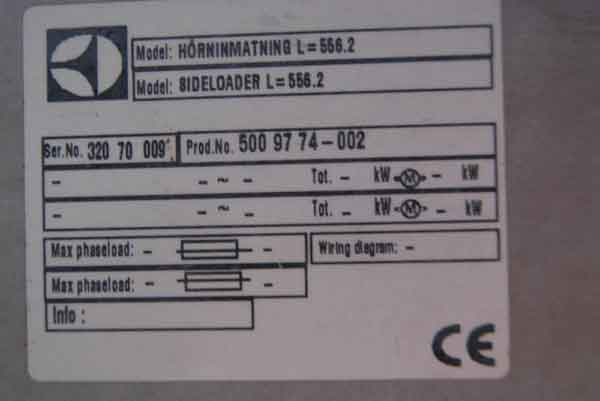 Model: HÖRNINMATNING L=556.2
Model: SIDELOADER L=556.2
Ser.No. 320 70 009 Prod.No. 500 97 74-002
- - ~ - Tot. - kW M - kW
- - ~ - Tot. - kW M - kW
Max phaseload: - - Wiring diagram: -
Max phaseload: - -
Info :
CE